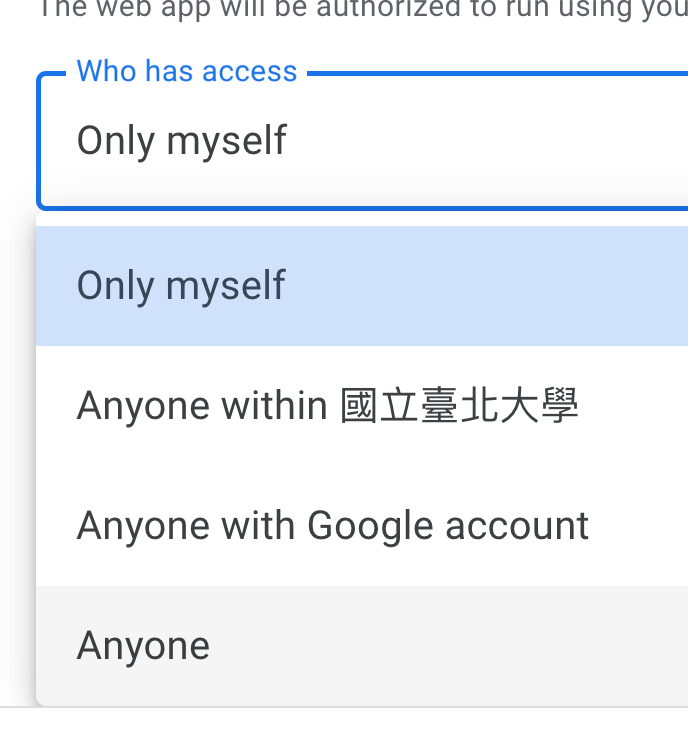 The web app will be authorized to run using you
Who has access
Only myself
Only myself
Anyone within 國立臺北大學
Anyone with Google account
Anyone